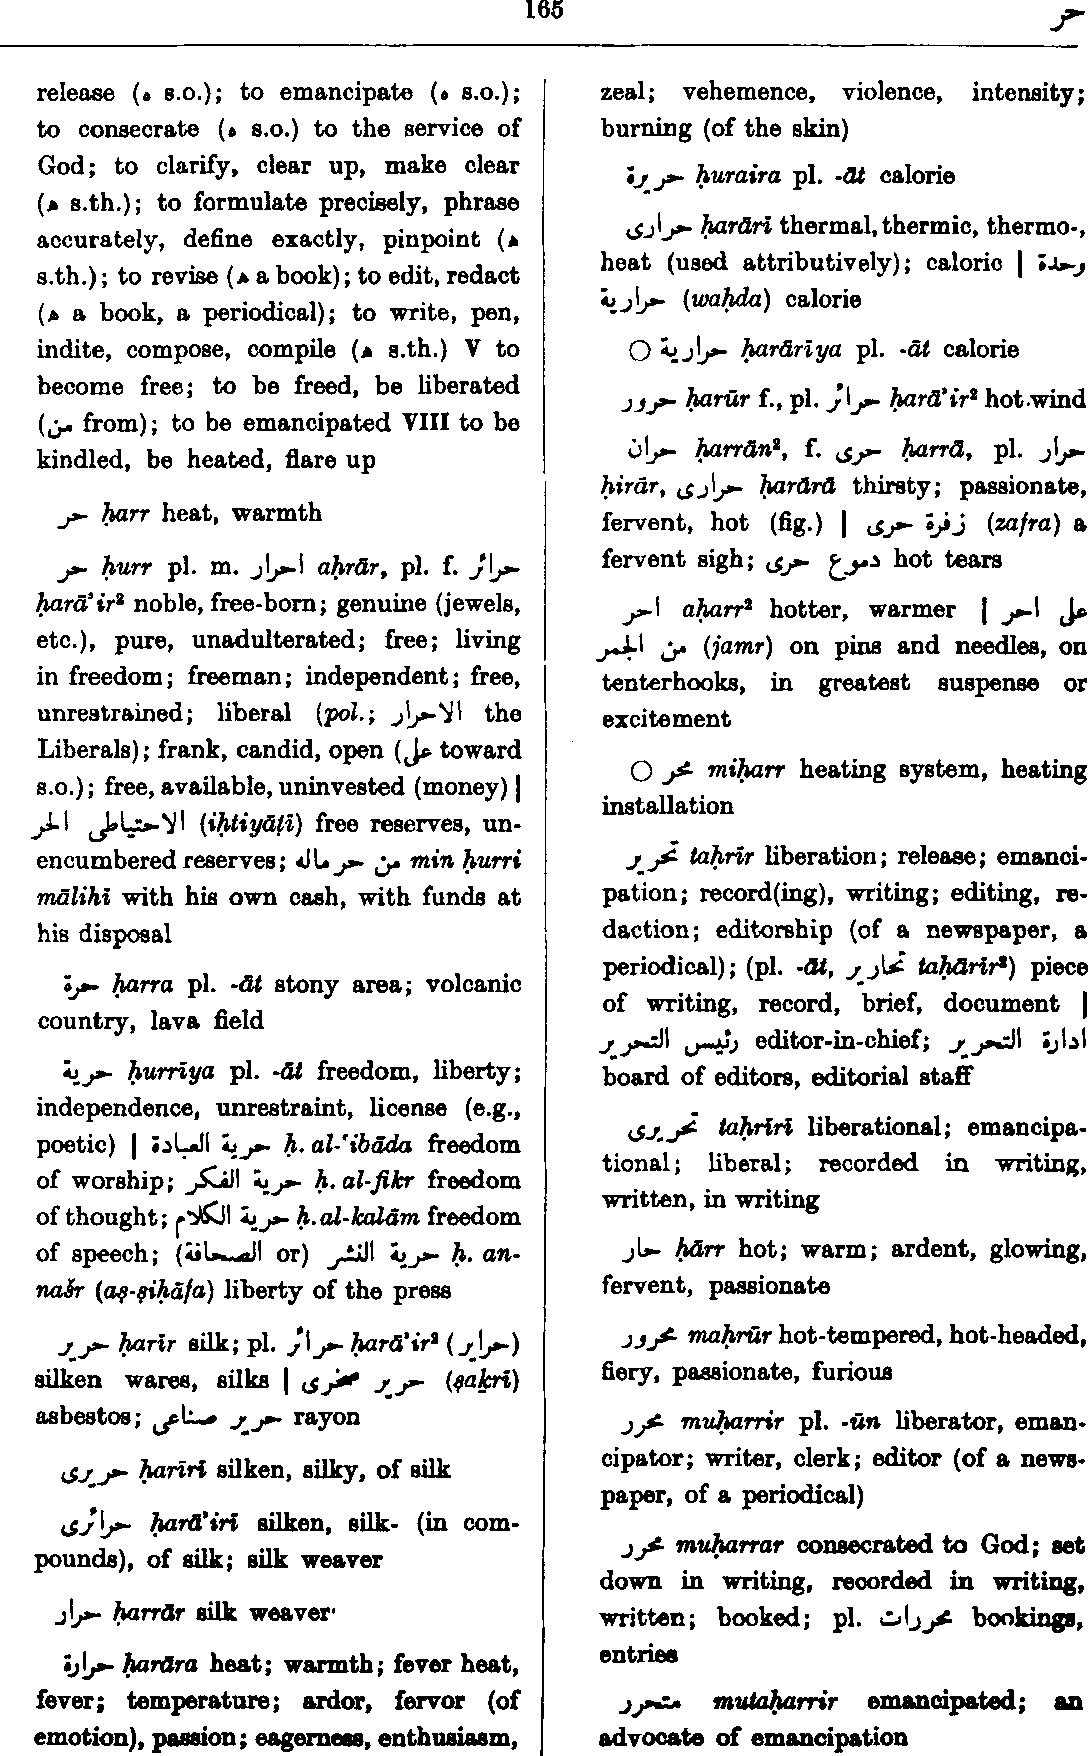 165
حر
release (ه s.o.); to emancipate (ه s.o.);
to consecrate (ه s.o.) to the service of
God; to clarify, clear up, make clear
(ﻫ s.th.); to formulate precisely, phrase
accurately, define exactly, pinpoint (ﻫ
s.th.); to revise (ﻫ a book); to edit, redact
(ﻫ a book, a periodical); to write, pen,
indite, compose, compile (ﻫ s.th.) V to
become free; to be freed, be liberated
(من from); to be emancipated VIII to be
kindled, be heated, flare up
حر ḥarr heat, warmth
حر ḥurr pl. m. احرار aḥrār, pl. f. حرائر
ḥarā'ir² noble, free-born; genuine (jewels,
etc.), pure, unadulterated; free; living
in freedom; freeman; independent; free,
unrestrained; liberal (pol.; الاحرار the
Liberals); frank, candid, open (على toward
s.o.); free, available, uninvested (money) |
الاحتياطى الحر (iḥtiyāṭī) free reserves, un-
encumbered reserves; من حر ماله min ḥurri
mālihī with his own cash, with funds at
his disposal
حرة ḥarra pl. -āt stony area; volcanic
country, lava field
حرية ḥurrīya pl. -āt freedom, liberty;
independence, unrestraint, license (e.g.,
poetic) | حرية العبادة ḥ. al-'ibāda freedom
of worship; حرية الفكر ḥ. al-fikr freedom
of thought; حرية الكلام ḥ. al-kalām freedom
of speech; حرية النشر (or الصحافة) ḥ. an-
našr (aṣ-ṣiḥāfa) liberty of the press
حرير ḥarīr silk; pl. حرائر ḥarā'ir² (حراير)
silken wares, silks | حرير صخرى (ṣaḵrī)
asbestos; حرير صناعى rayon
حريرى ḥarīrī silken, silky, of silk
حرائرى ḥarā'irī silken, silk- (in com-
pounds), of silk; silk weaver
حرار ḥarrār silk weaver
حرارة ḥarāra heat; warmth; fever heat,
fever; temperature; ardor, fervor (of
emotion), passion; eagerness, enthusiasm,
zeal; vehemence, violence, intensity;
burning (of the skin)
حريرة ḥuraira pl. -āt calorie
حرارى ḥarārī thermal, thermic, thermo-,
heat (used attributively); caloric | وحدة
حرارية (waḥda) calorie
○ حرارية ḥarārīya pl. -āt calorie
حرور ḥarūr f., pl. حرائر ḥarā'ir² hot wind
حران ḥarrān², f. حرى ḥarrā, pl. حرار
ḥirār, حرارى ḥarārā thirsty; passionate,
fervent, hot (fig.) | زفرة حرى (zafra) a
fervent sigh; دموع حرى hot tears
احر aḥarr² hotter, warmer | على احر
من الجمر (jamr) on pins and needles, on
tenterhooks, in greatest suspense or
excitement
○ محر miḥarr heating system, heating
installation
تحرير taḥrīr liberation; release; emanci-
pation; record(ing), writing; editing, re-
daction; editorship (of a newspaper, a
periodical); (pl. -āt, تحارير taḥārīr²) piece
of writing, record, brief, document |
رئيس التحرير editor-in-chief; ادارة التحرير
board of editors, editorial staff
تحريرى taḥrīrī liberational; emancipa-
tional; liberal; recorded in writing,
written, in writing
حار ḥārr hot; warm; ardent, glowing,
fervent, passionate
محرور maḥrūr hot-tempered, hot-headed,
fiery, passionate, furious
محرر muḥarrir pl. -ūn liberator, eman-
cipator; writer, clerk; editor (of a news-
paper, of a periodical)
محرر muḥarrar consecrated to God; set
down in writing, recorded in writing,
written; booked; pl. محررات bookings,
entries
متحرر mutaḥarrir emancipated; an
advocate of emancipation